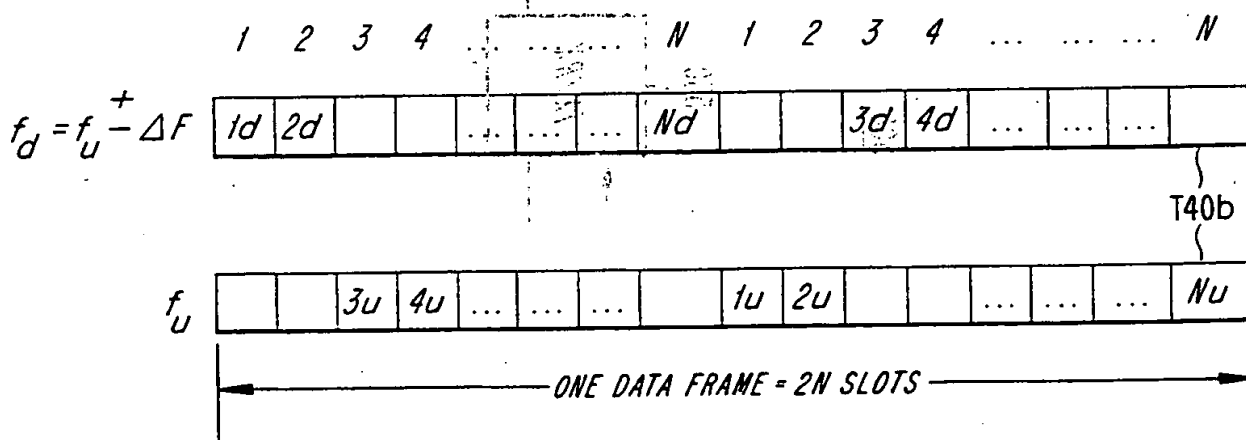 1 2 3 4 ... ... ... N 1 2 3 4 ... ... ... N
f_d = f_u ± ΔF 1d 2d ... ... ... Nd 3d 4d ... ... ...
T40b
f_u 3u 4u ... ... ... 1u 2u ... ... ... Nu
ONE DATA FRAME = 2N SLOTS